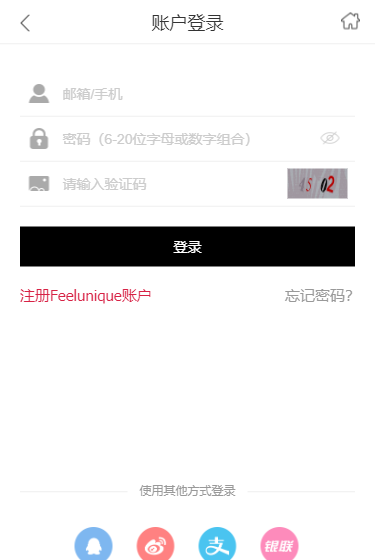 账户登录
邮箱/手机
密码（6-20位字母或数字组合）
请输入验证码
4S 02
登录
注册Feelunique账户
忘记密码?
使用其他方式登录
支
银联